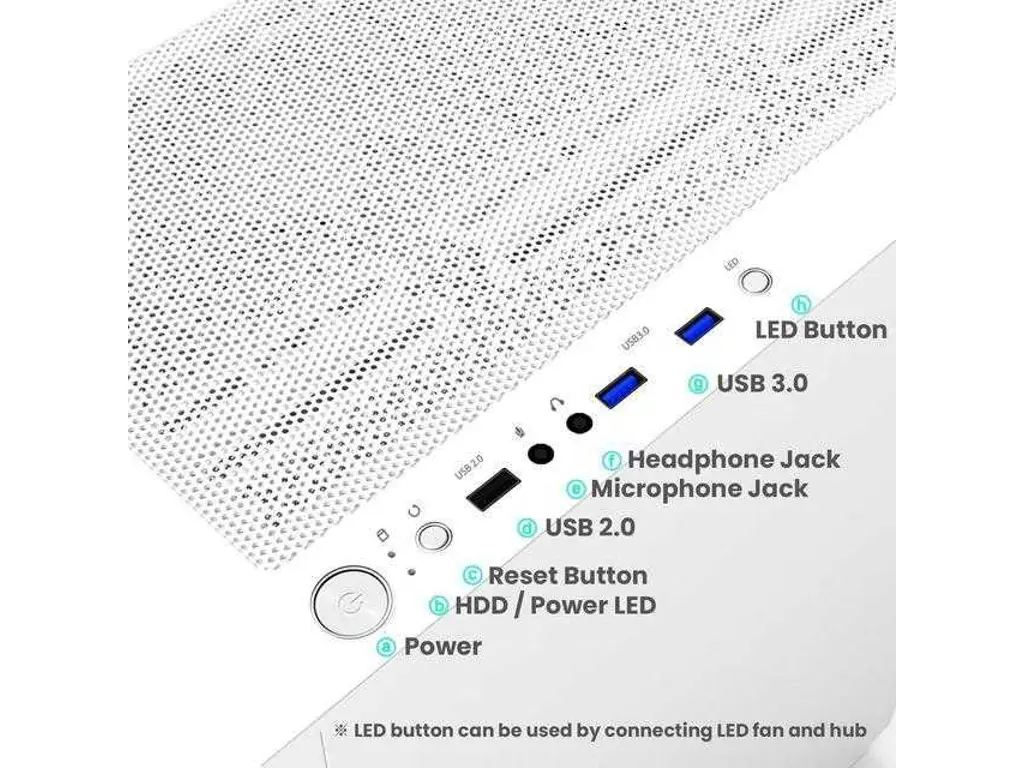 LED
ⓗ
LED Button
USB3.0
ⓖ USB 3.0
ⓕ Headphone Jack
ⓔ Microphone Jack
USB 2.0
ⓓ USB 2.0
ⓒ Reset Button
ⓑ HDD / Power LED
ⓐ Power
※ LED button can be used by connecting LED fan and hub